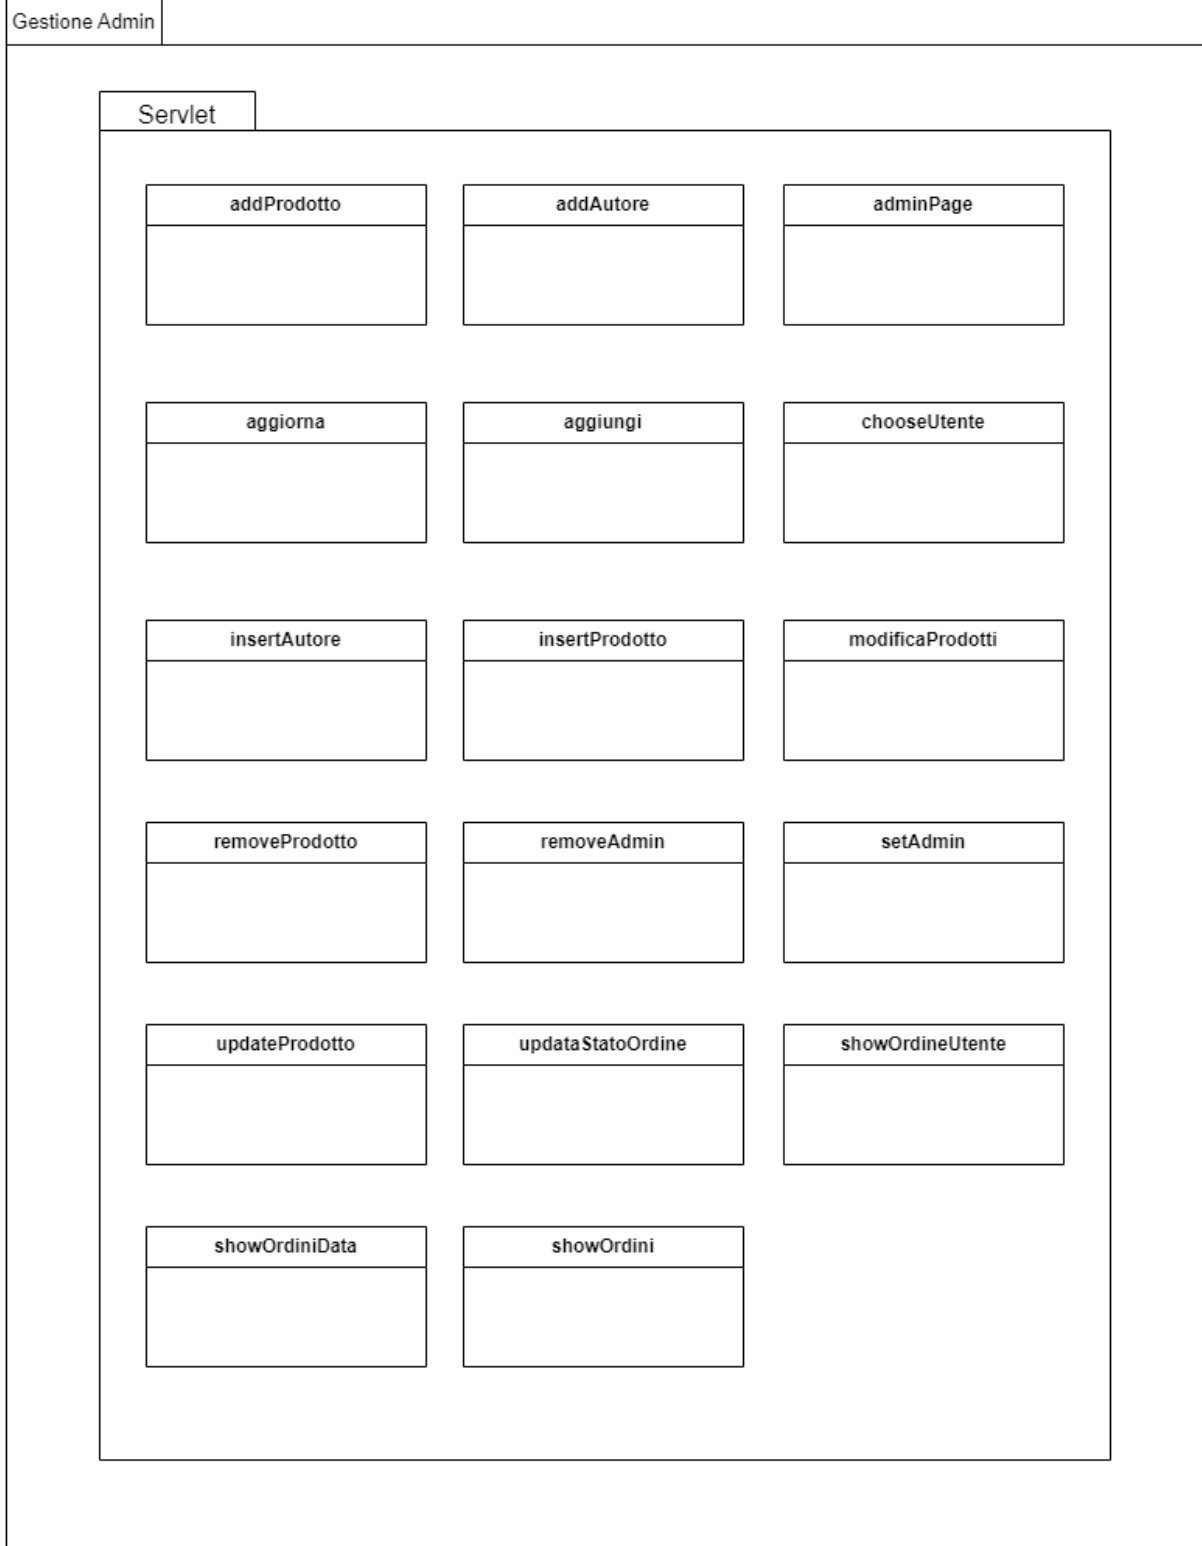 Gestione Admin
Servlet
addProdotto
addAutore
adminPage
aggiorna
aggiungi
chooseUtente
insertAutore
insertProdotto
modificaProdotti
removeProdotto
removeAdmin
setAdmin
updateProdotto
updataStatoOrdine
showOrdineUtente
showOrdiniData
showOrdini